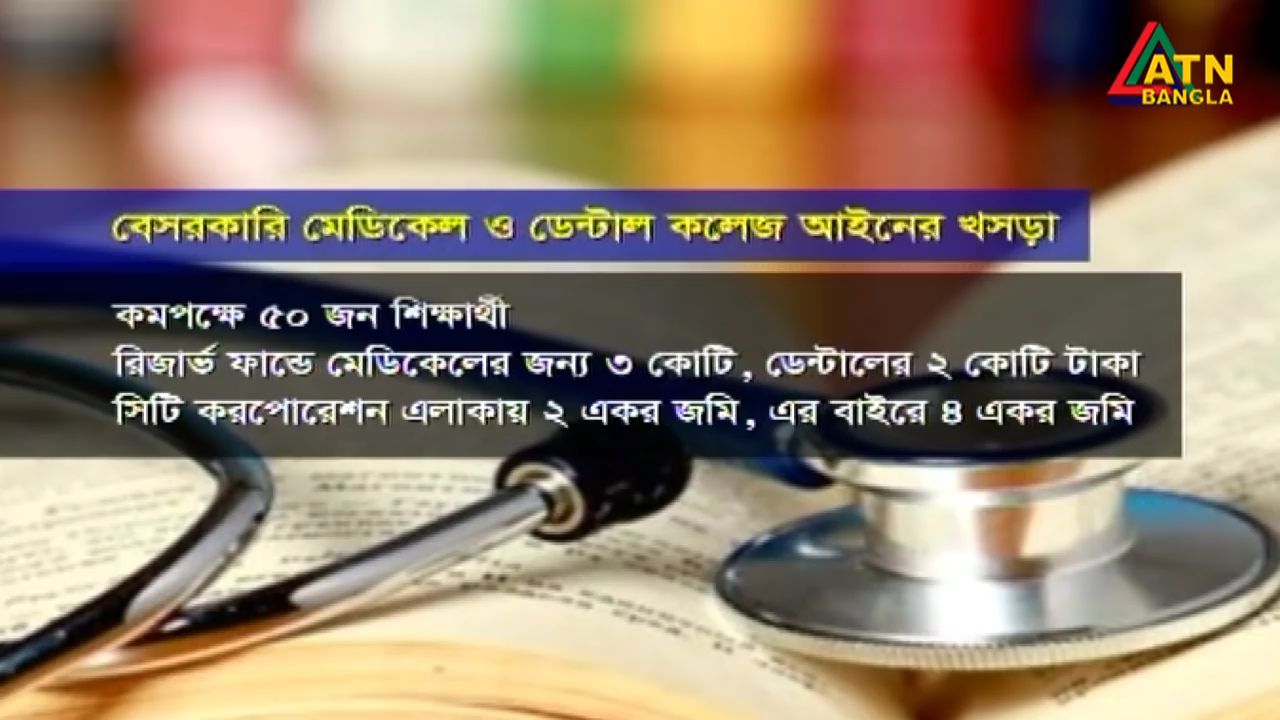 ATN
BANGLA
বেসরকারি মেডিকেল ও ডেন্টাল কলেজ আইনের খসড়া
কমপক্ষে ৫০ জন শিক্ষার্থী
রিজার্ভ ফান্ডে মেডিকেলের জন্য ৩ কোটি, ডেন্টালের ২ কোটি টাকা
সিটি করপোরেশন এলাকায় ২ একর জমি, এর বাইরে ৪ একর জমি